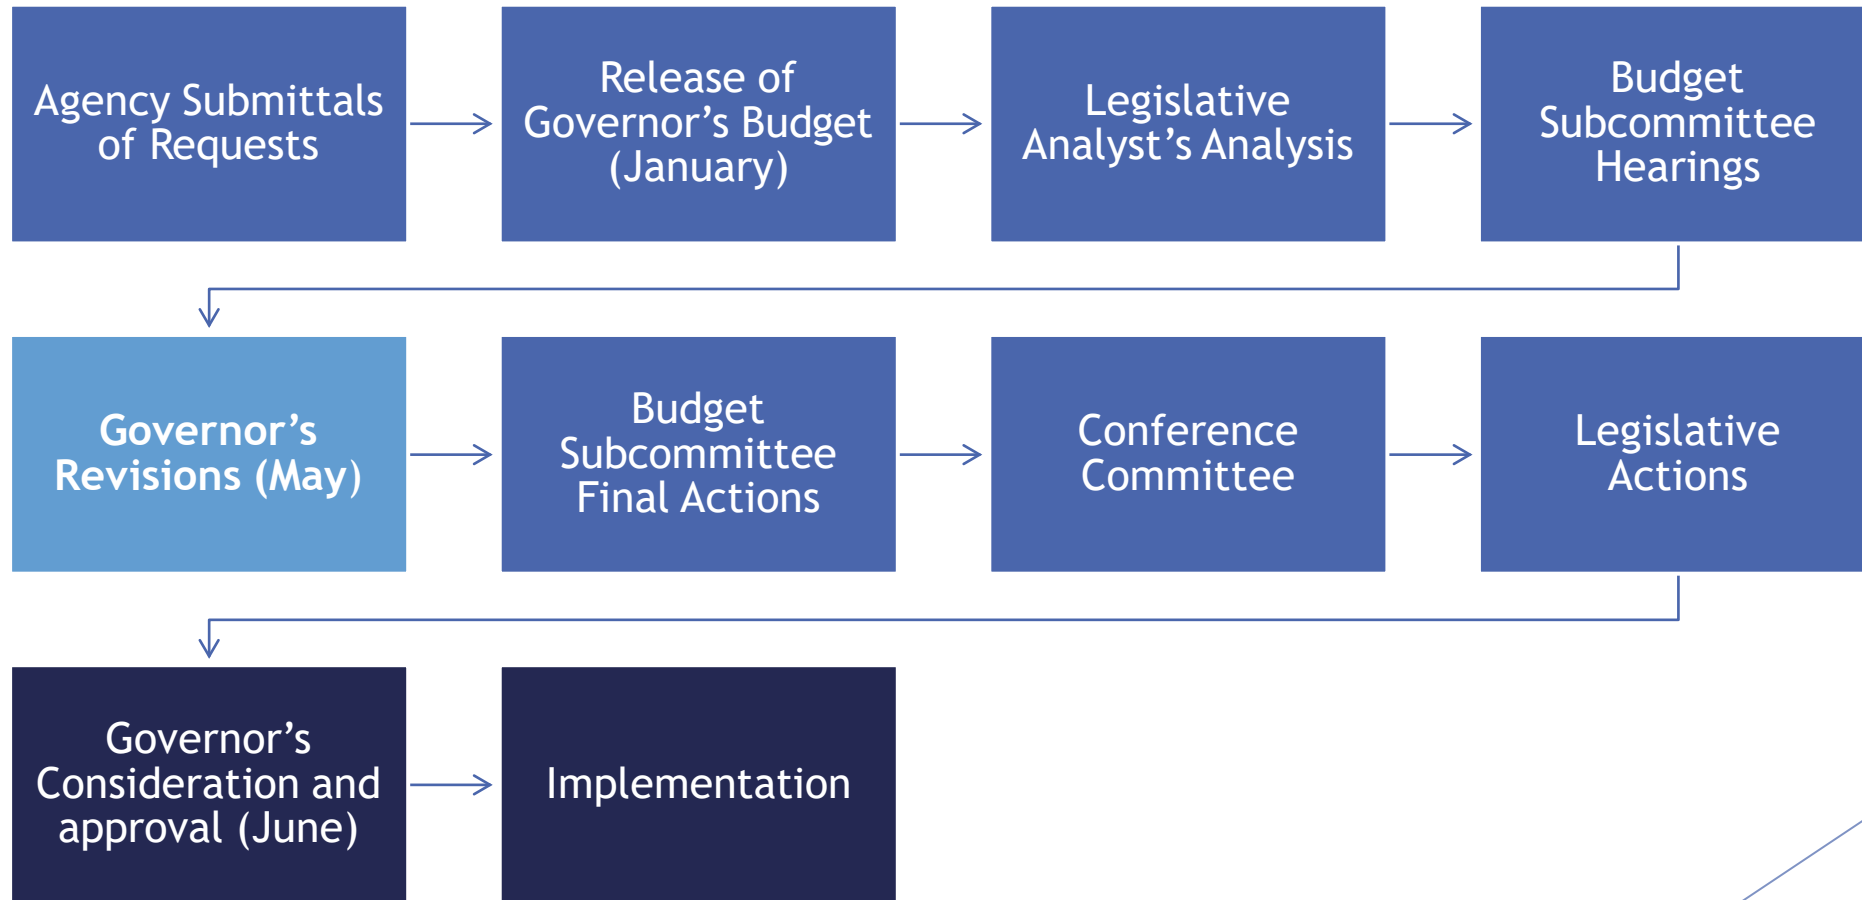 Agency Submittals
of Requests
Release of
Governor’s Budget
(January)
Legislative
Analyst’s Analysis
Budget
Subcommittee
Hearings
Governor’s
Revisions (May)
Budget
Subcommittee
Final Actions
Conference
Committee
Legislative
Actions
Governor’s
Consideration and
approval (June)
Implementation